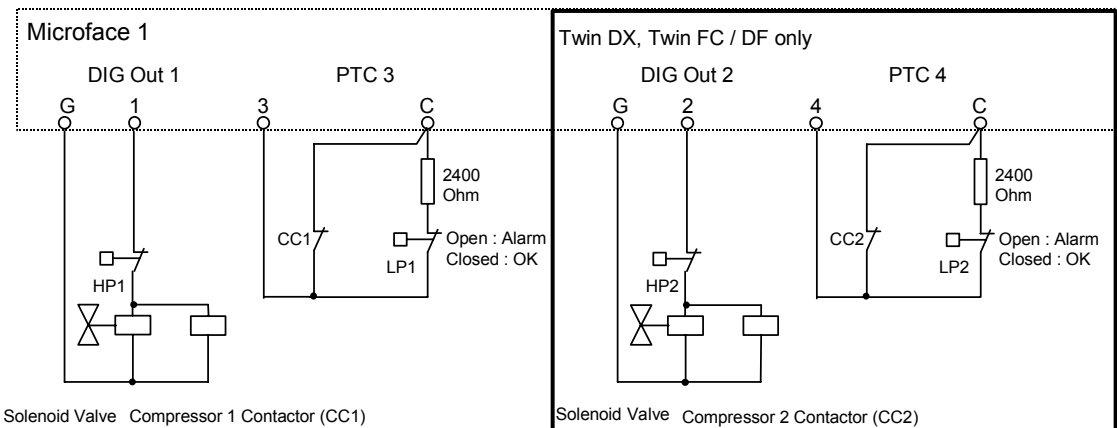 Microface 1
DIG Out 1
PTC 3
G
1
3
C
2400
Ohm
CC1
Open : Alarm
Closed : OK
LP1
HP1
Solenoid Valve
Compressor 1 Contactor (CC1)
Twin DX, Twin FC / DF only
DIG Out 2
PTC 4
G
2
4
C
2400
Ohm
CC2
Open : Alarm
Closed : OK
LP2
HP2
Solenoid Valve
Compressor 2 Contactor (CC2)